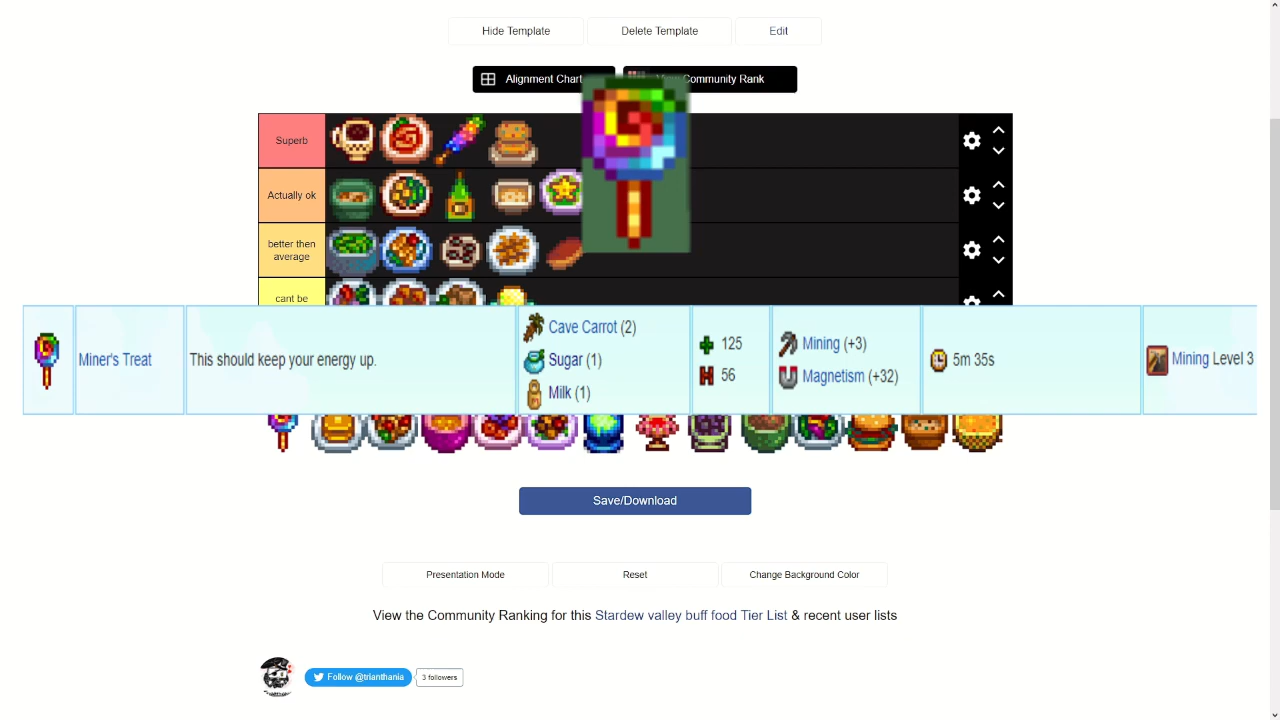 Hide Template
Delete Template
Edit
Alignment Chart
Community Rank
Superb
Actually ok
better then
average
cant be
Miner's Treat
This should keep your energy up.
Cave Carrot (2)
Sugar (1)
Milk (1)
125
56
Mining (+3)
Magnetism (+32)
5m 35s
Mining Level 3
Save/Download
Presentation Mode
Reset
Change Background Color
View the Community Ranking for this Stardew valley buff food Tier List & recent user lists
Follow @trianthania
3 followers